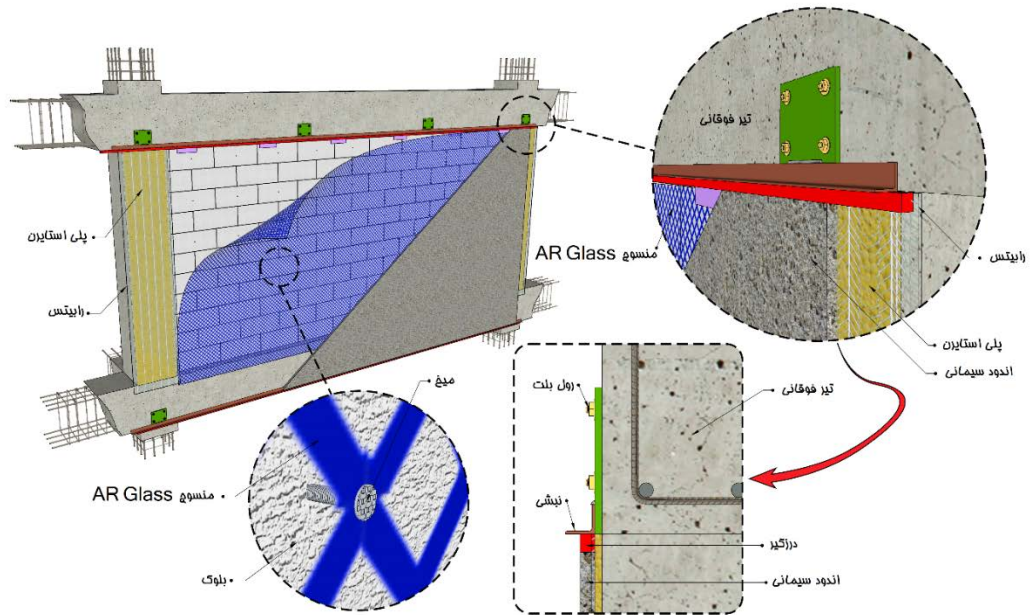 تیر فوقانی
منسوج AR Glass
رابیتس
پلی استایرن
اندود سیمانی
پلی استایرن
رابیتس
میخ
منسوج AR Glass
بلوک
رول بلت
تیر فوقانی
نبشی
درزگیر
اندود سیمانی